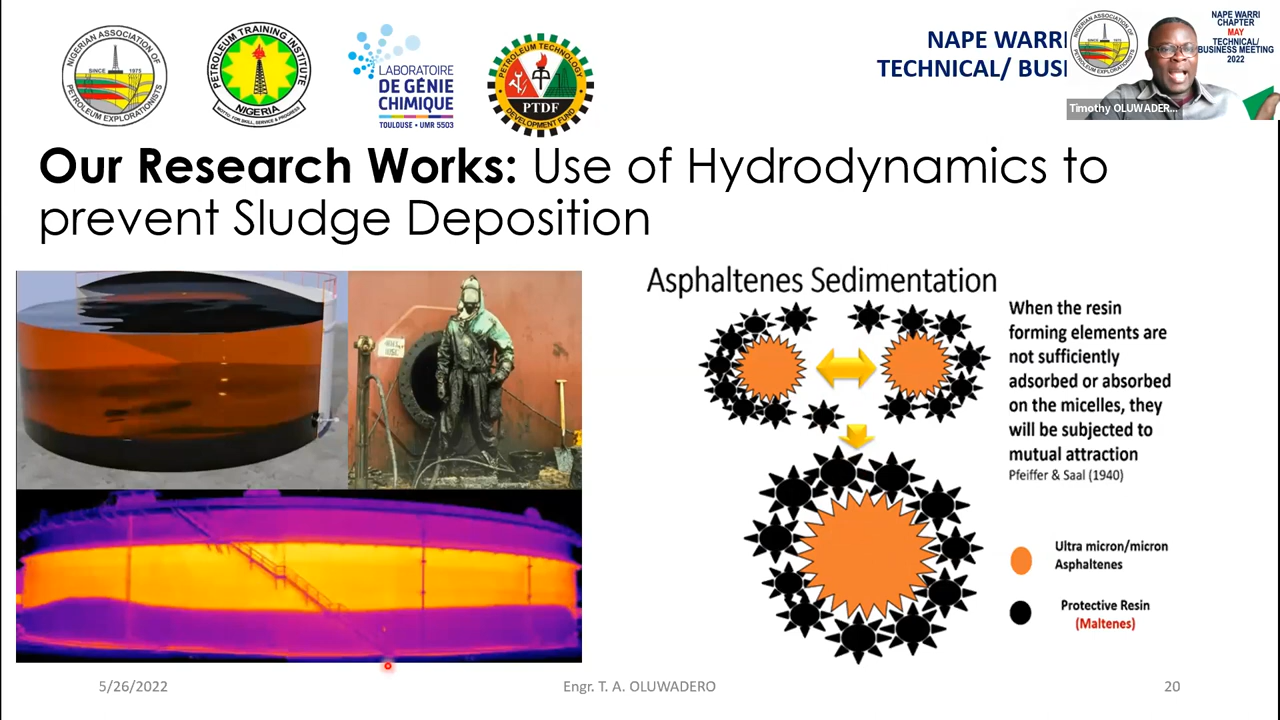 NIGERIAN ASSOCIATION OF
SINCE 1975
PETROLEUM EXPLORATIONISTS
PETROLEUM TRAINING INSTITUTE
NIGERIA
LABORATOIRE
DE GÉNIE
CHIMIQUE
TOULOUSE • UMR 5503
PETROLEUM TECHNOLOGY
PTDF
DEVELOPMENT FUND
NAPE WARRI
TECHNICAL/ BUSI
NAPE WARRI
CHAPTER
MAY
TECHNICAL/
BUSINESS MEETING
2022
Timothy OLUWADER...
Our Research Works: Use of Hydrodynamics to
prevent Sludge Deposition
Asphaltenes Sedimentation
When the resin
forming elements are
not sufficiently
adsorbed or absorbed
on the micelles, they
will be subjected to
mutual attraction
Pfeiffer & Saal (1940)
Ultra micron/micron
Asphaltenes
Protective Resin
(Maltenes)
5/26/2022
Engr. T. A. OLUWADERO
20